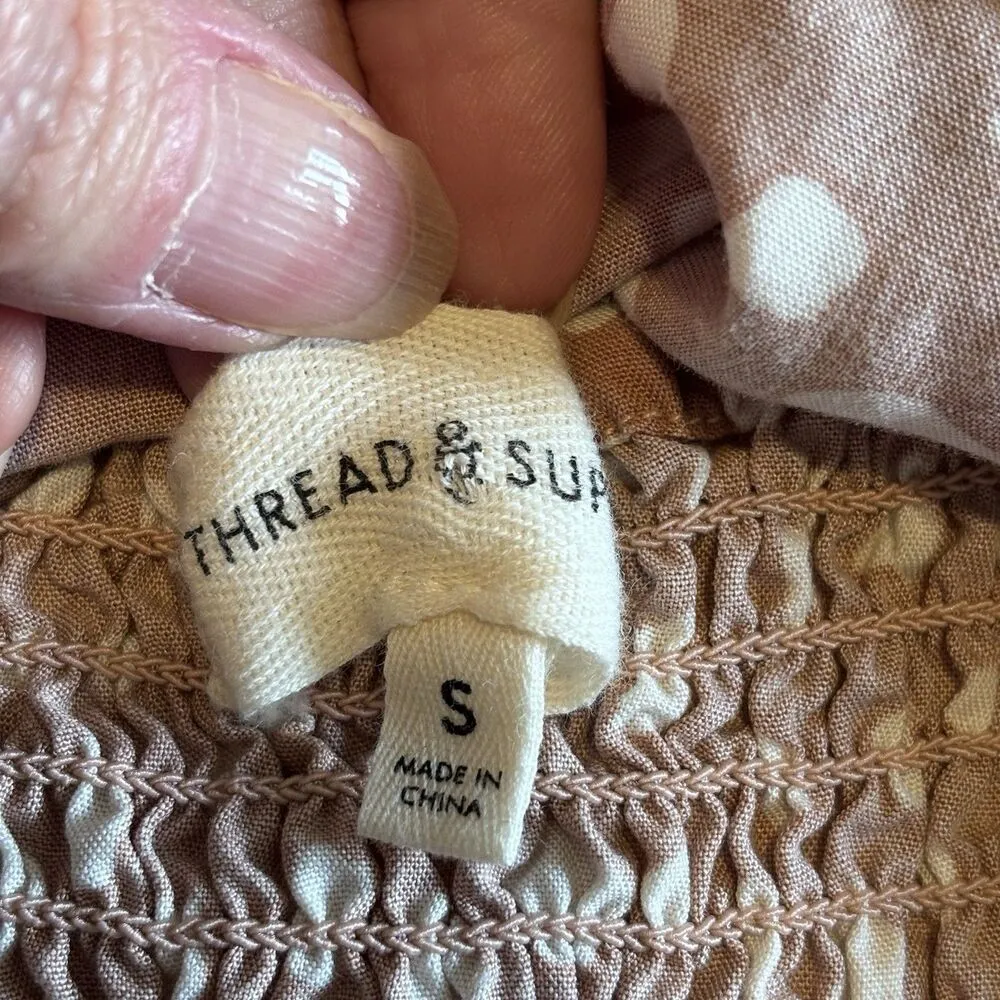 THREAD & SUP
S
MADE IN
CHINA